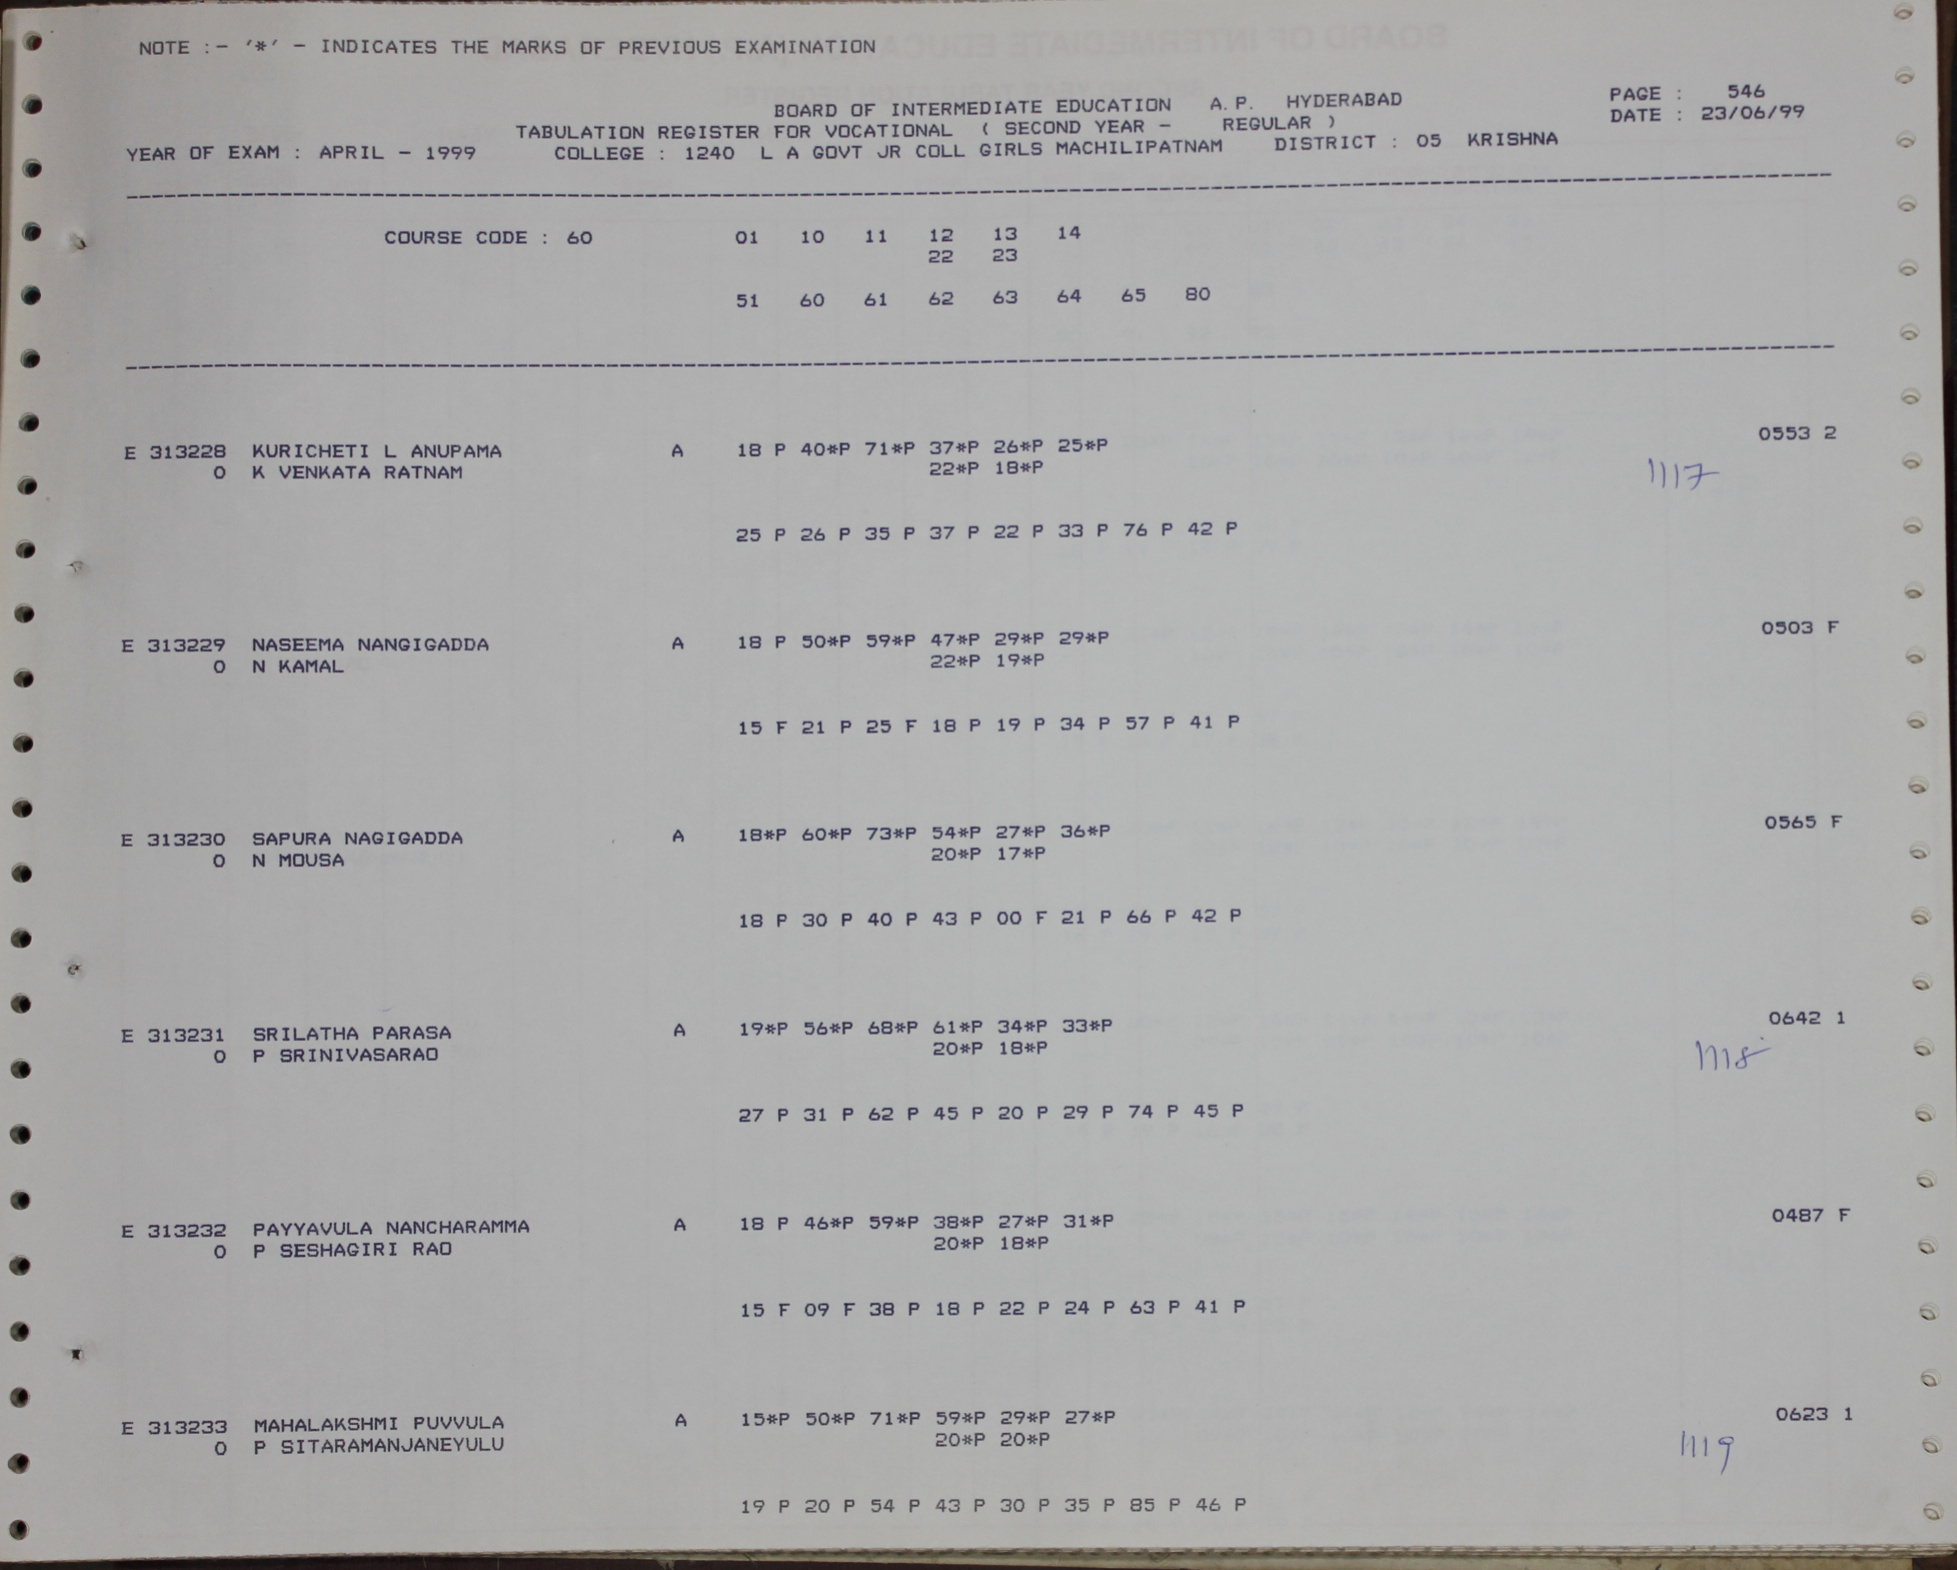 NOTE :- '*' - INDICATES THE MARKS OF PREVIOUS EXAMINATION
BOARD OF INTERMEDIATE EDUCATION A.P. HYDERABAD PAGE : 546
TABULATION REGISTER FOR VOCATIONAL ( SECOND YEAR - REGULAR ) DATE : 23/06/99
YEAR OF EXAM : APRIL - 1999 COLLEGE : 1240 L A GOVT JR COLL GIRLS MACHILIPATNAM DISTRICT : 05 KRISHNA
COURSE CODE : 60 01 10 11 12 13 14
22 23
51 60 61 62 63 64 65 80
E 313228 KURICHETI L ANUPAMA A 18 P 40*P 71*P 37*P 26*P 25*P 0553 2
0 K VENKATA RATNAM 22*P 18*P 1117
25 P 26 P 35 P 37 P 22 P 33 P 76 P 42 P
E 313229 NASEEMA NANGIGADDA A 18 P 50*P 59*P 47*P 29*P 29*P 0503 F
0 N KAMAL 22*P 19*P
15 F 21 P 25 F 18 P 19 P 34 P 57 P 41 P
E 313230 SAPURA NAGIGADDA A 18*P 60*P 73*P 54*P 27*P 36*P 0565 F
0 N MOUSA 20*P 17*P
18 P 30 P 40 P 43 P 00 F 21 P 66 P 42 P
E 313231 SRILATHA PARASA A 19*P 56*P 68*P 61*P 34*P 33*P 0642 1
0 P SRINIVASARAO 20*P 18*P 1118
27 P 31 P 62 P 45 P 20 P 29 P 74 P 45 P
E 313232 PAYYAVULA NANCHARAMMA A 18 P 46*P 59*P 38*P 27*P 31*P 0487 F
0 P SESHAGIRI RAO 20*P 18*P
15 F 09 F 38 P 18 P 22 P 24 P 63 P 41 P
E 313233 MAHALAKSHMI PUVVULA A 15*P 50*P 71*P 59*P 29*P 27*P 0623 1
0 P SITARAMANJANEYULU 20*P 20*P 1119
19 P 20 P 54 P 43 P 30 P 35 P 85 P 46 P